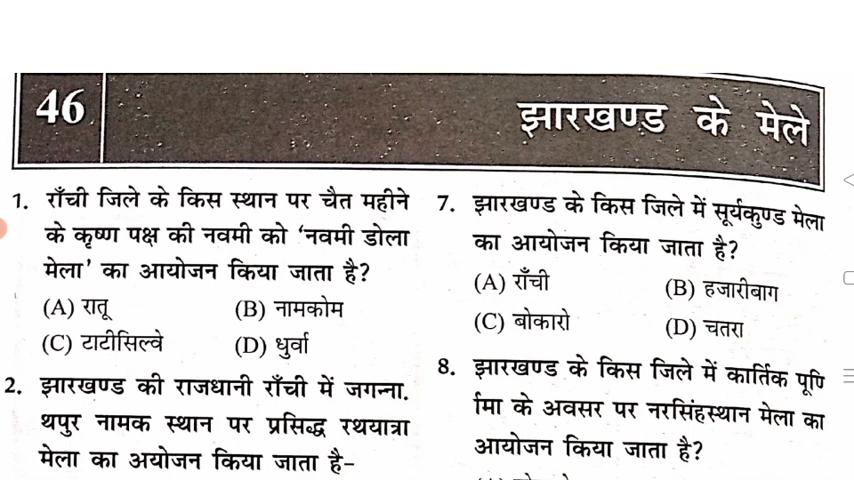 46
झारखण्ड के मेले
1. राँची जिले के किस स्थान पर चैत महीने
के कृष्ण पक्ष की नवमी को ‘नवमी डोला
मेला’ का आयोजन किया जाता है?
(A) रातू (B) नामकोम
(C) टाटीसिल्वे (D) धुर्वा
2. झारखण्ड की राजधानी राँची में जगन्ना.
थपुर नामक स्थान पर प्रसिद्ध रथयात्रा
मेला का अयोजन किया जाता है-
7. झारखण्ड के किस जिले में सूर्यकुण्ड मेला
का आयोजन किया जाता है?
(A) राँची (B) हजारीबाग
(C) बोकारो (D) चतरा
8. झारखण्ड के किस जिले में कार्तिक पूर्णि
र्मा के अवसर पर नरसिंहस्थान मेला का
आयोजन किया जाता है?